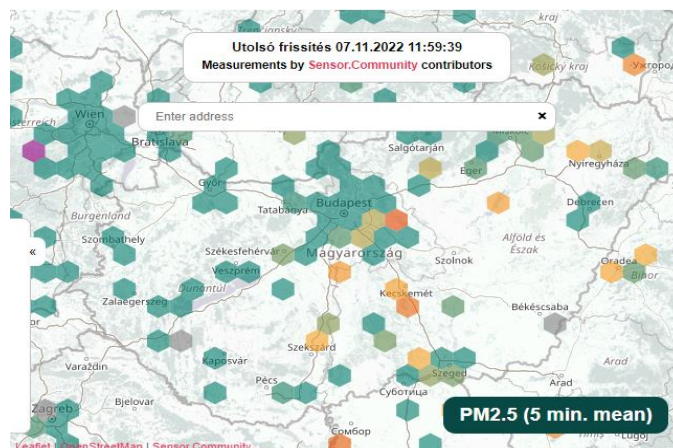 Utolsó frissítés 07.11.2022 11:59:39
Measurements by Sensor.Community contributors
Enter address ×
kraj
Košický kraj
Ужгород
Wien
Bratislava
Salgótarján
Miskolc
Eger
Nyíregyháza
Győr
Tatabánya
Budapest
Debrecen
Burgenland
Szombathely
«
Székesfehérvár
Magyarország
Szolnok
Alföld és
Észak
Oradea
Bihor
Veszprém
Dunántúl
Zalaegerszeg
Kecskemét
Békéscsaba
Szekszárd
Kaposvár
Varaždin
Pécs
Szeged
Arad
Arad
Суботица
Bjelovar
Zagreb
Сомбор
PM2.5 (5 min. mean)
Timiș
Lugoj
Leaflet | OpenStreetMap | Sensor.Community